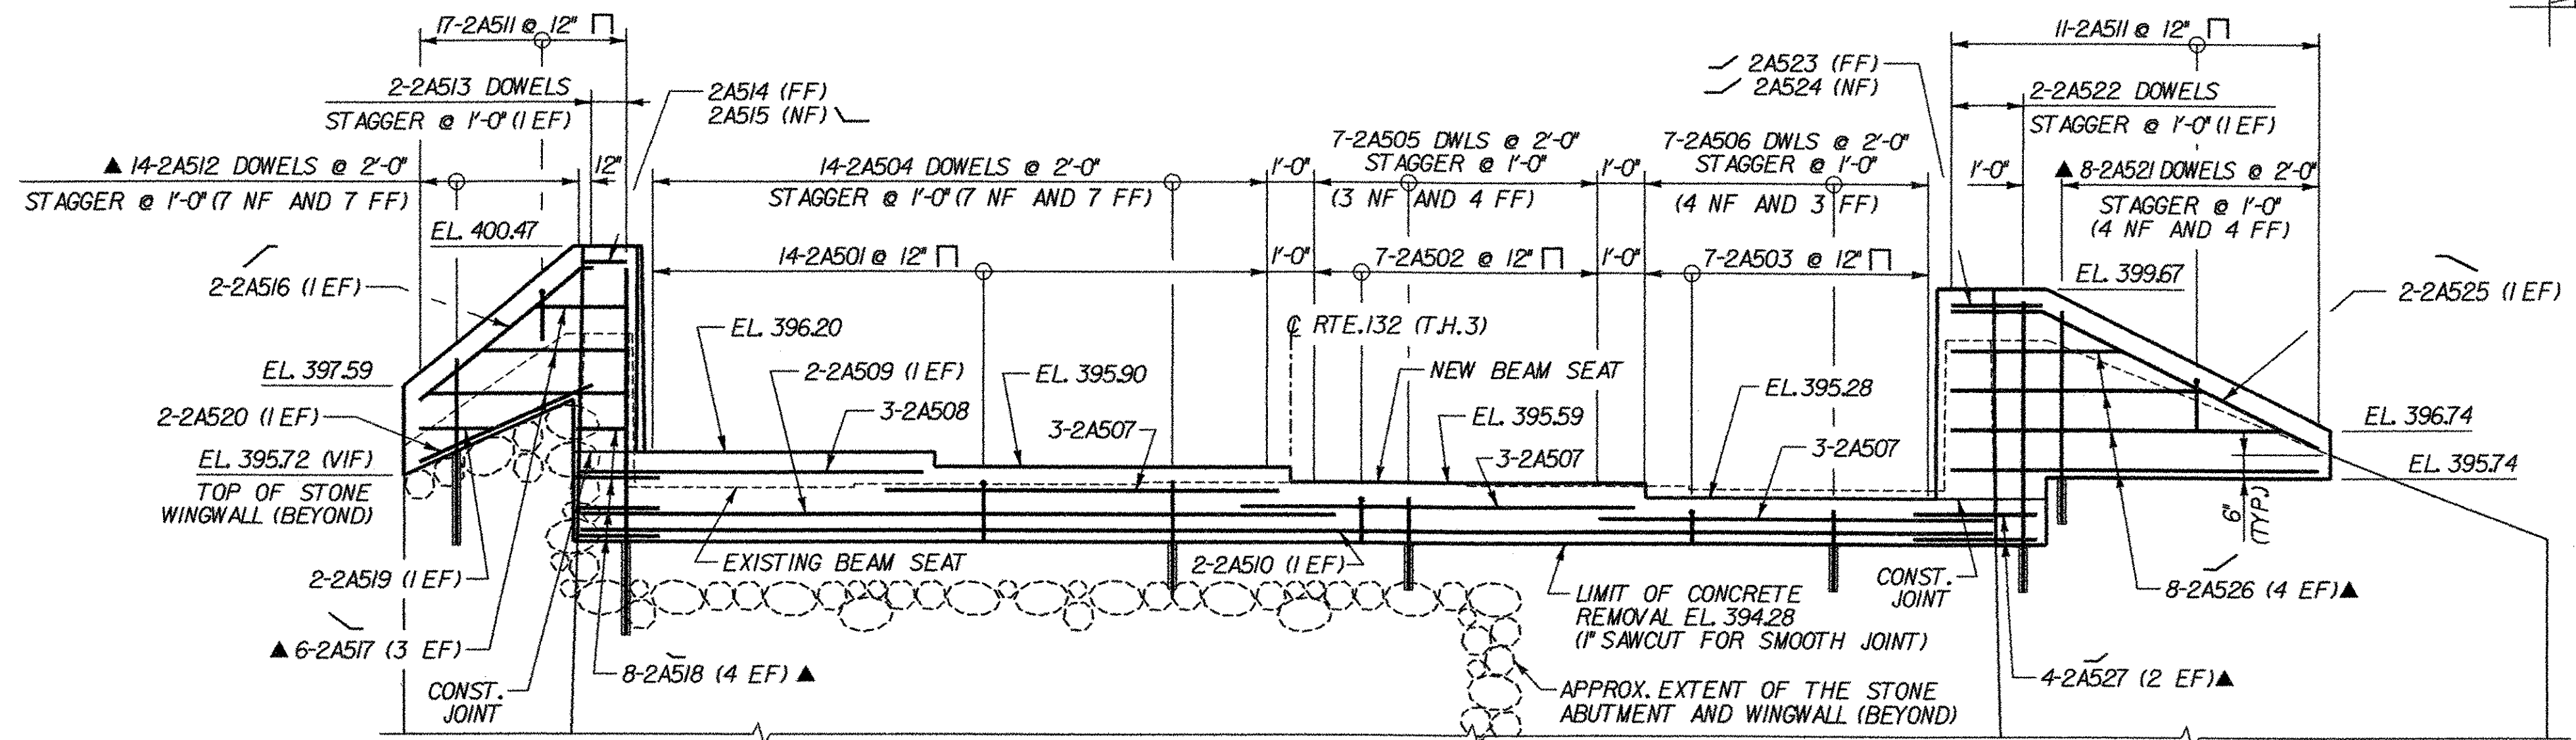 17-2A511 @ 12"
2-2A513 DOWELS
STAGGER @ 1'-0" (1 EF)
▲ 14-2A512 DOWELS @ 2'-0"
STAGGER @ 1'-0" (7 NF AND 7 FF)
12"
2A514 (FF)
2A515 (NF)
14-2A504 DOWELS @ 2'-0"
STAGGER @ 1'-0" (7 NF AND 7 FF)
1'-0"
7-2A505 DWLS @ 2'-0"
STAGGER @ 1'-0"
(3 NF AND 4 FF)
1'-0"
7-2A506 DWLS @ 2'-0"
STAGGER @ 1'-0"
(4 NF AND 3 FF)
2A523 (FF)
2A524 (NF)
11-2A511 @ 12"
2-2A522 DOWELS
STAGGER @ 1'-0" (1 EF)
1'-0"
▲ 8-2A521 DOWELS @ 2'-0"
STAGGER @ 1'-0"
(4 NF AND 4 FF)
EL. 400.47
2-2A516 (1 EF)
14-2A501 @ 12"
1'-0"
7-2A502 @ 12"
1'-0"
7-2A503 @ 12"
EL. 399.67
2-2A525 (1 EF)
EL. 396.20
℄ RTE.132 (T.H.3)
EL. 397.59
2-2A509 (1 EF)
EL. 395.90
NEW BEAM SEAT
EL.395.28
2-2A520 (1 EF)
3-2A508
3-2A507
EL. 395.59
3-2A507
3-2A507
EL. 396.74
EL. 395.72 (VIF)
TOP OF STONE
WINGWALL (BEYOND)
EL. 395.74
6"
(TYP.)
2-2A519 (1 EF)
EXISTING BEAM SEAT
2-2A510 (1 EF)
LIMIT OF CONCRETE
REMOVAL EL. 394.28
(1" SAWCUT FOR SMOOTH JOINT)
CONST.
JOINT
8-2A526 (4 EF)▲
▲ 6-2A517 (3 EF)
8-2A518 (4 EF) ▲
CONST.
JOINT
4-2A527 (2 EF)▲
APPROX. EXTENT OF THE STONE
ABUTMENT AND WINGWALL (BEYOND)